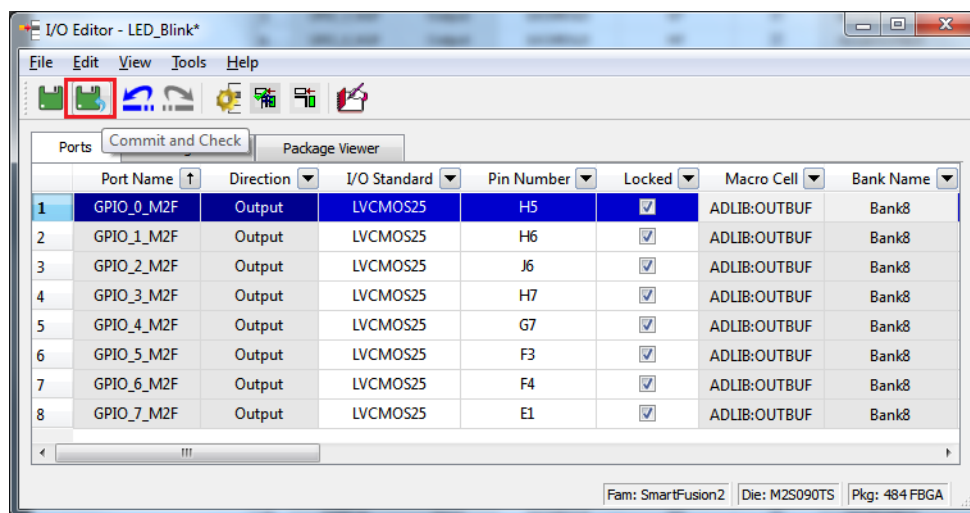 I/O Editor - LED_Blink*
File Edit View Tools Help
Commit and Check
Ports Package Viewer
Port Name Direction I/O Standard Pin Number Locked Macro Cell Bank Name
1 GPIO_0_M2F Output LVCMOS25 H5 ADLIB:OUTBUF Bank8
2 GPIO_1_M2F Output LVCMOS25 H6 ADLIB:OUTBUF Bank8
3 GPIO_2_M2F Output LVCMOS25 J6 ADLIB:OUTBUF Bank8
4 GPIO_3_M2F Output LVCMOS25 H7 ADLIB:OUTBUF Bank8
5 GPIO_4_M2F Output LVCMOS25 G7 ADLIB:OUTBUF Bank8
6 GPIO_5_M2F Output LVCMOS25 F3 ADLIB:OUTBUF Bank8
7 GPIO_6_M2F Output LVCMOS25 F4 ADLIB:OUTBUF Bank8
8 GPIO_7_M2F Output LVCMOS25 E1 ADLIB:OUTBUF Bank8
Fam: SmartFusion2 Die: M2S090TS Pkg: 484 FBGA